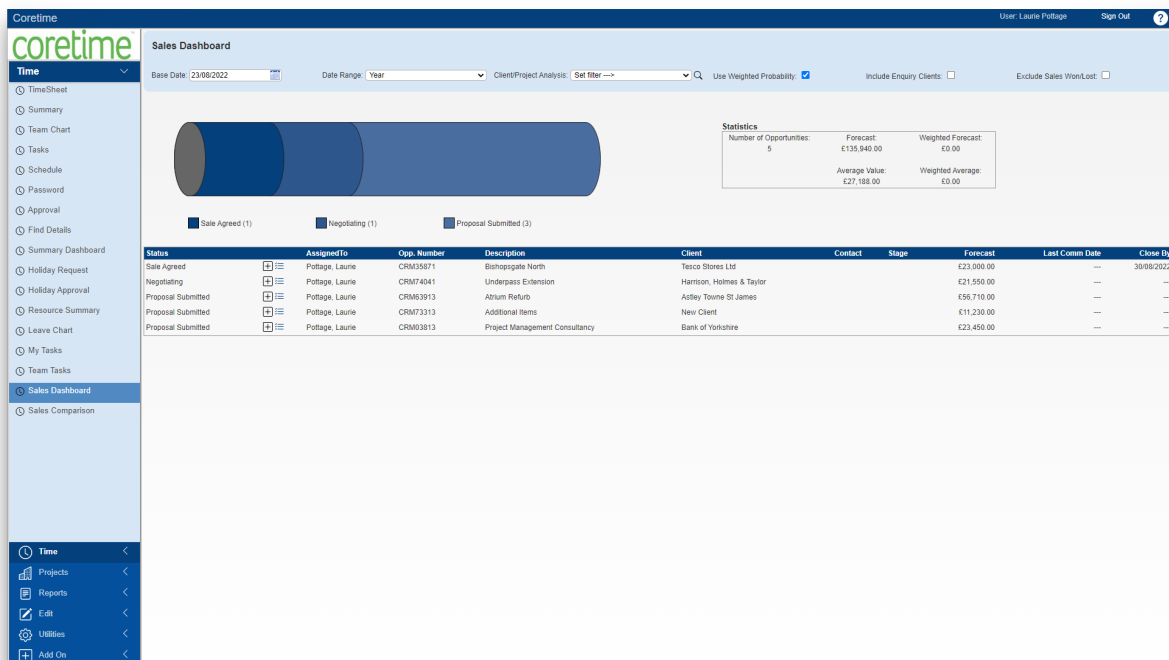 Coretime User: Laurie Pottage Sign Out ?
coretime
Time
TimeSheet
Summary
Team Chart
Tasks
Schedule
Password
Approval
Find Details
Summary Dashboard
Holiday Request
Holiday Approval
Resource Summary
Leave Chart
My Tasks
Team Tasks
Sales Dashboard
Sales Comparison
Time
Projects
Reports
Edit
Utilities
Add On
Sales Dashboard
Base Date: 23/08/2022 Date Range: Year Client/Project Analysis: Set filter ---> Use Weighted Probability: Include Enquiry Clients: Exclude Sales Won/Lost:
Sale Agreed (1) Negotiating (1) Proposal Submitted (3)
Statistics
Number of Opportunities: Forecast: Weighted Forecast:
5 £135,940.00 £0.00
Average Value: Weighted Average:
£27,188.00 £0.00
Status AssignedTo Opp. Number Description Client Contact Stage Forecast Last Comm Date Close By
Sale Agreed Pottage, Laurie CRM35871 Bishopsgate North Tesco Stores Ltd £23,000.00 --- 30/08/2022
Negotiating Pottage, Laurie CRM74041 Underpass Extension Harrison, Holmes & Taylor £21,550.00 --- ---
Proposal Submitted Pottage, Laurie CRM63913 Atrium Refurb Astley Towne St James £56,710.00 --- ---
Proposal Submitted Pottage, Laurie CRM73313 Additional Items New Client £11,230.00 --- ---
Proposal Submitted Pottage, Laurie CRM03813 Project Management Consultancy Bank of Yorkshire £23,450.00 --- ---